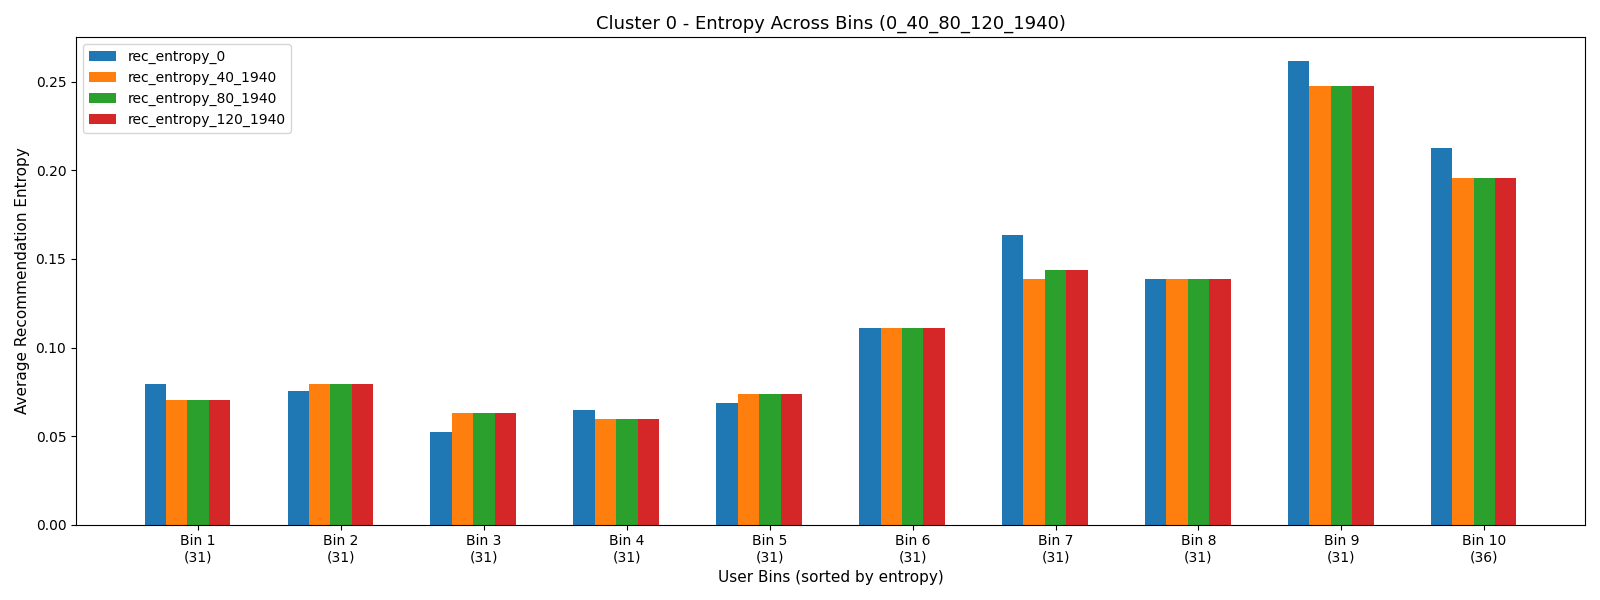 Cluster 0 - Entropy Across Bins (0_40_80_120_1940)
rec_entropy_0
rec_entropy_40_1940
rec_entropy_80_1940
rec_entropy_120_1940
Average Recommendation Entropy
0.25
0.20
0.15
0.10
0.05
0.00
Bin 1
(31)
Bin 2
(31)
Bin 3
(31)
Bin 4
(31)
Bin 5
(31)
Bin 6
(31)
Bin 7
(31)
Bin 8
(31)
Bin 9
(31)
Bin 10
(36)
User Bins (sorted by entropy)